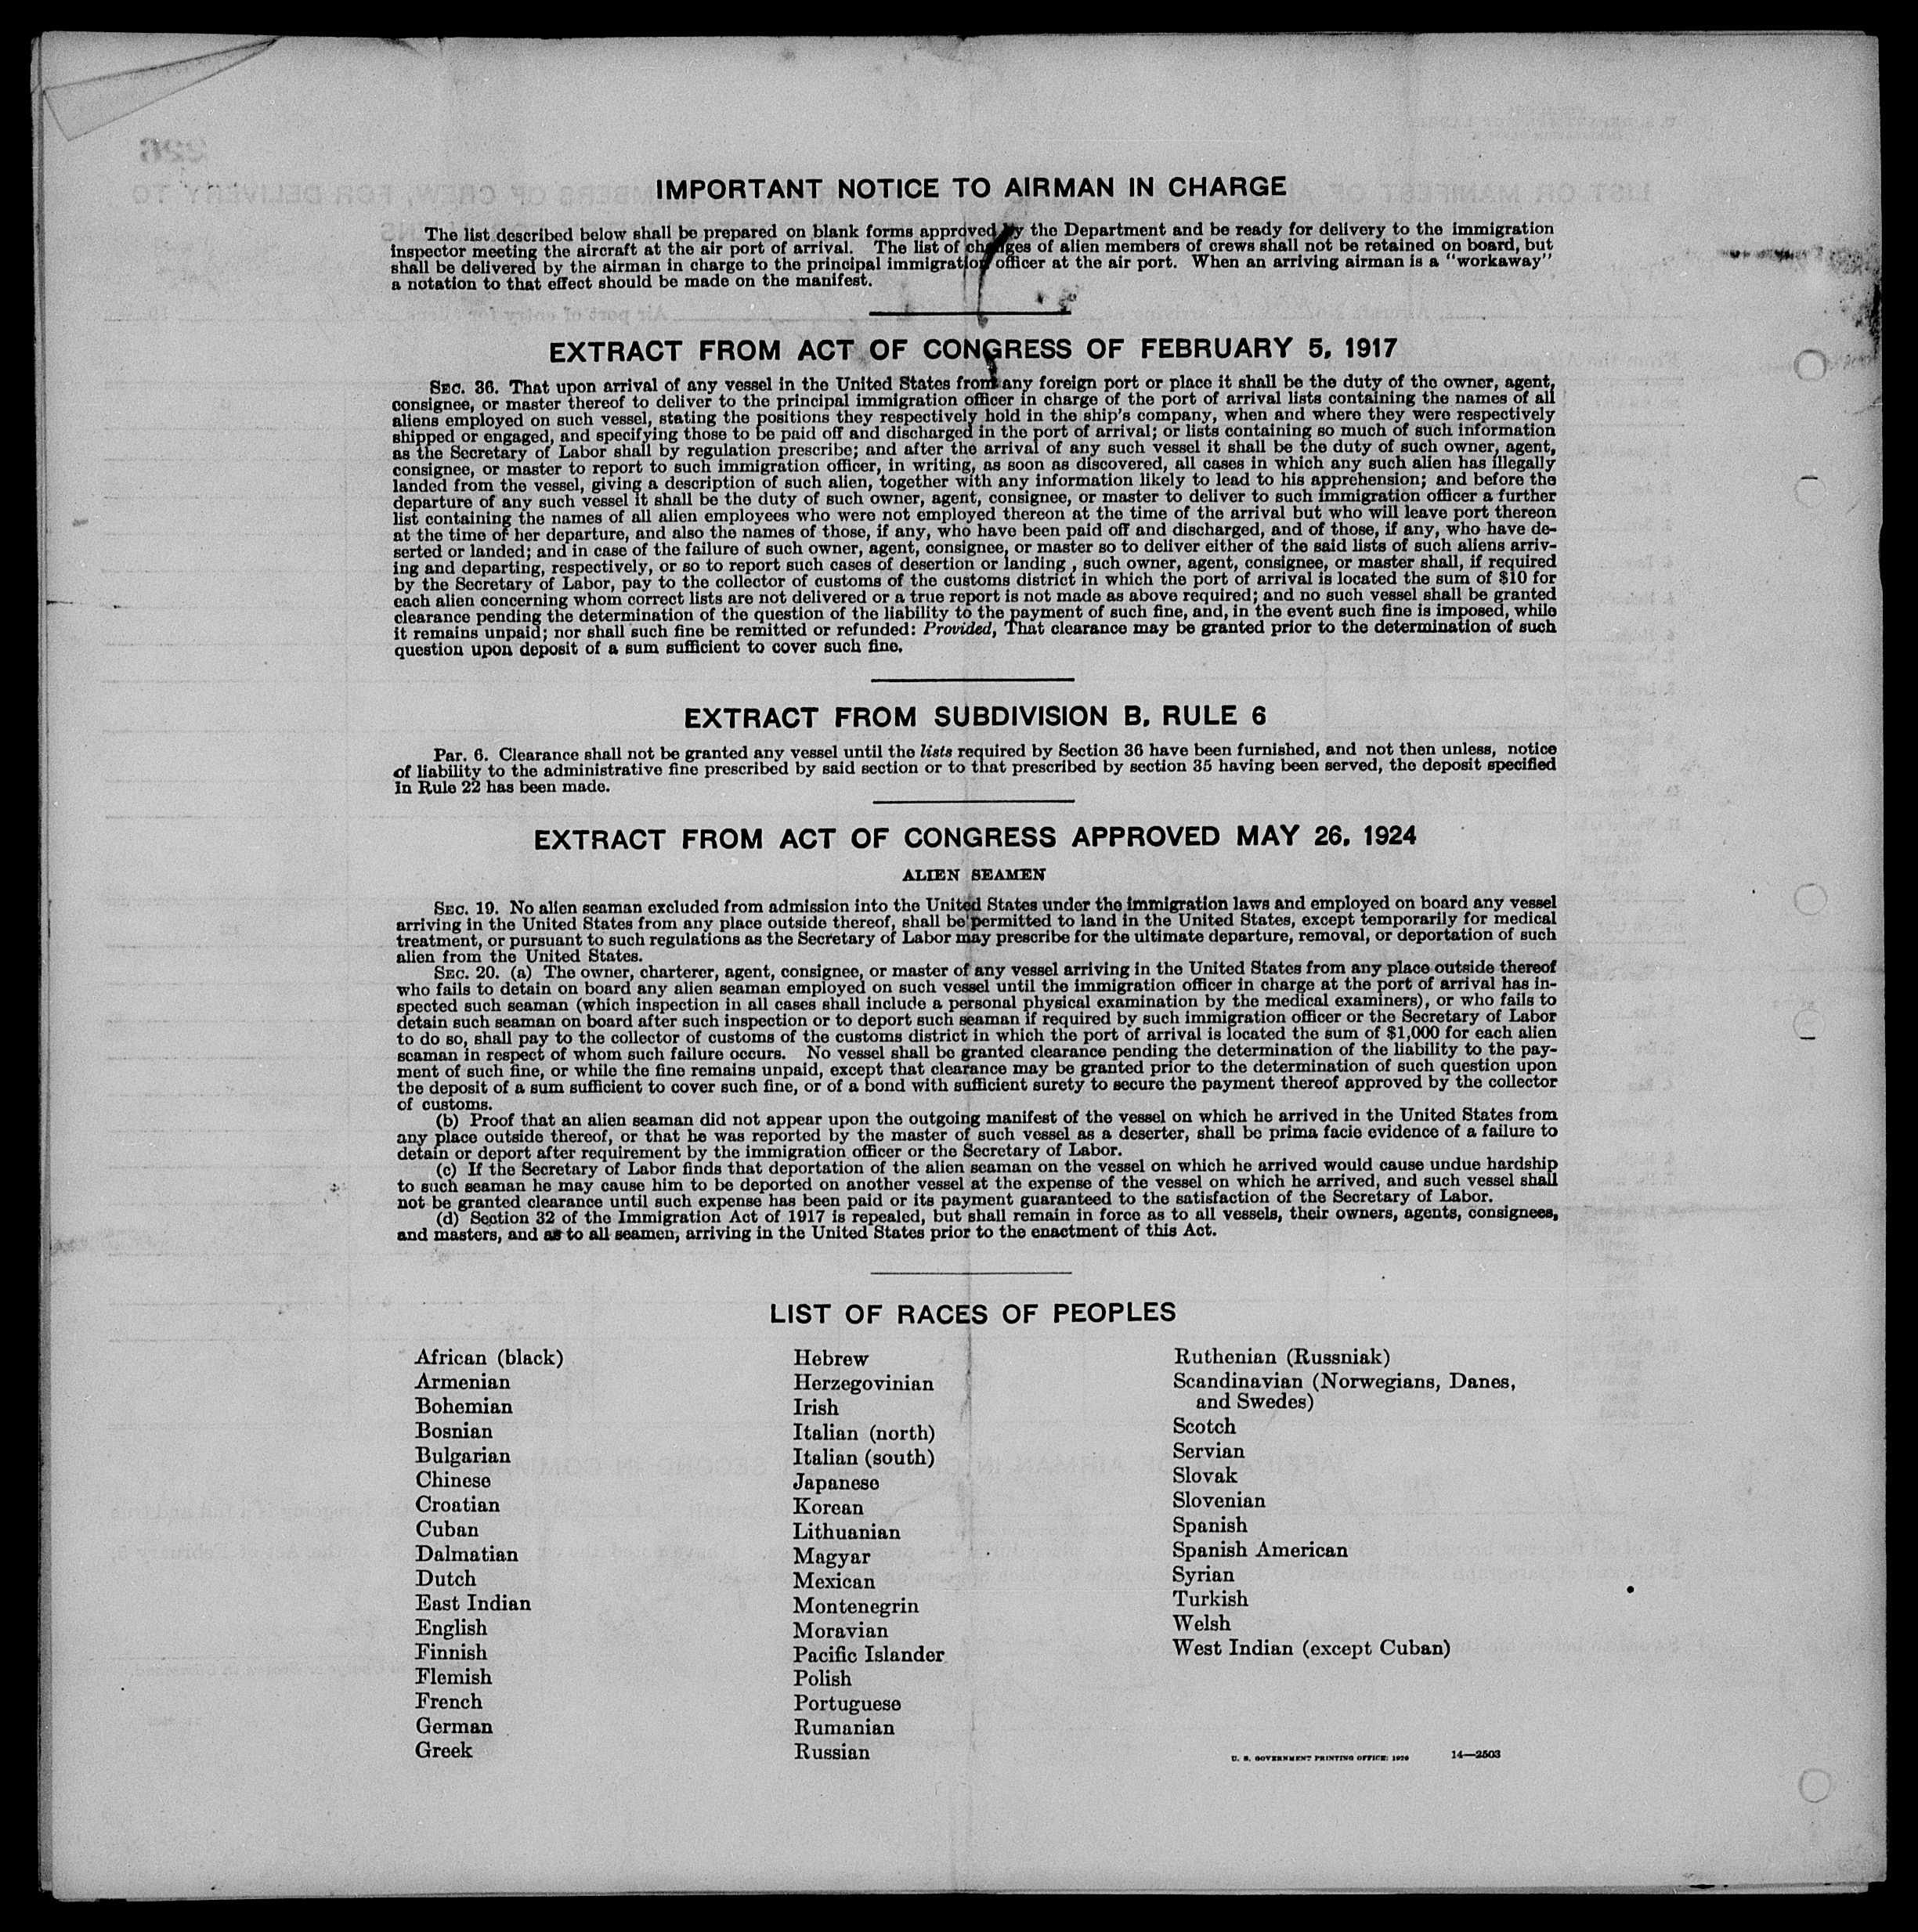 IMPORTANT NOTICE TO AIRMAN IN CHARGE
The list described below shall be prepared on blank forms approved by the Department and be ready for delivery to the immigration
inspector meeting the aircraft at the air port of arrival. The list of changes of alien members of crews shall not be retained on board, but
shall be delivered by the airman in charge to the principal immigration officer at the air port. When an arriving airman is a "workaway"
a notation to that effect should be made on the manifest.
EXTRACT FROM ACT OF CONGRESS OF FEBRUARY 5, 1917
SEC. 36. That upon arrival of any vessel in the United States from any foreign port or place it shall be the duty of the owner, agent,
consignee, or master thereof to deliver to the principal immigration officer in charge of the port of arrival lists containing the names of all
aliens employed on such vessel, stating the positions they respectively hold in the ship's company, when and where they were respectively
shipped or engaged, and specifying those to be paid off and discharged in the port of arrival; or lists containing so much of such information
as the Secretary of Labor shall by regulation prescribe; and after the arrival of any such vessel it shall be the duty of such owner, agent,
consignee, or master to report to such immigration officer, in writing, as soon as discovered, all cases in which any such alien has illegally
landed from the vessel, giving a description of such alien, together with any information likely to lead to his apprehension; and before the
departure of any such vessel it shall be the duty of such owner, agent, consignee, or master to deliver to such immigration officer a further
list containing the names of all alien employees who were not employed thereon at the time of the arrival but who will leave port thereon
at the time of her departure, and also the names of those, if any, who have been paid off and discharged, and of those, if any, who have de-
serted or landed; and in case of the failure of such owner, agent, consignee, or master so to deliver either of the said lists of such aliens arriv-
ing and departing, respectively, or so to report such cases of desertion or landing , such owner, agent, consignee, or master shall, if required
by the Secretary of Labor, pay to the collector of customs of the customs district in which the port of arrival is located the sum of $10 for
each alien concerning whom correct lists are not delivered or a true report is not made as above required; and no such vessel shall be granted
clearance pending the determination of the question of the liability to the payment of such fine, and, in the event such fine is imposed, while
it remains unpaid; nor shall such fine be remitted or refunded: Provided, That clearance may be granted prior to the determination of such
question upon deposit of a sum sufficient to cover such fine.
EXTRACT FROM SUBDIVISION B, RULE 6
Par. 6. Clearance shall not be granted any vessel until the lists required by Section 36 have been furnished, and not then unless, notice
of liability to the administrative fine prescribed by said section or to that prescribed by section 35 having been served, the deposit specified
in Rule 22 has been made.
EXTRACT FROM ACT OF CONGRESS APPROVED MAY 26, 1924
ALIEN SEAMEN
SEC. 19. No alien seaman excluded from admission into the United States under the immigration laws and employed on board any vessel
arriving in the United States from any place outside thereof, shall be permitted to land in the United States, except temporarily for medical
treatment, or pursuant to such regulations as the Secretary of Labor may prescribe for the ultimate departure, removal, or deportation of such
alien from the United States.
SEC. 20. (a) The owner, charterer, agent, consignee, or master of any vessel arriving in the United States from any place outside thereof
who fails to detain on board any alien seaman employed on such vessel until the immigration officer in charge at the port of arrival has in-
spected such seaman (which inspection in all cases shall include a personal physical examination by the medical examiners), or who fails to
detain such seaman on board after such inspection or to deport such seaman if required by such immigration officer or the Secretary of Labor
to do so, shall pay to the collector of customs of the customs district in which the port of arrival is located the sum of $1,000 for each alien
seaman in respect of whom such failure occurs. No vessel shall be granted clearance pending the determination of the liability to the pay-
ment of such fine, or while the fine remains unpaid, except that clearance may be granted prior to the determination of such question upon
the deposit of a sum sufficient to cover such fine, or of a bond with sufficient surety to secure the payment thereof approved by the collector
of customs.
(b) Proof that an alien seaman did not appear upon the outgoing manifest of the vessel on which he arrived in the United States from
any place outside thereof, or that he was reported by the master of such vessel as a deserter, shall be prima facie evidence of a failure to
detain or deport after requirement by the immigration officer or the Secretary of Labor.
(c) If the Secretary of Labor finds that deportation of the alien seaman on the vessel on which he arrived would cause undue hardship
to such seaman he may cause him to be deported on another vessel at the expense of the vessel on which he arrived, and such vessel shall
not be granted clearance until such expense has been paid or its payment guaranteed to the satisfaction of the Secretary of Labor.
(d) Section 32 of the Immigration Act of 1917 is repealed, but shall remain in force as to all vessels, their owners, agents, consignees,
and masters, and as to all seamen, arriving in the United States prior to the enactment of this Act.
LIST OF RACES OF PEOPLES
African (black)
Armenian
Bohemian
Bosnian
Bulgarian
Chinese
Croatian
Cuban
Dalmatian
Dutch
East Indian
English
Finnish
Flemish
French
German
Greek
Hebrew
Herzegovinian
Irish
Italian (north)
Italian (south)
Japanese
Korean
Lithuanian
Magyar
Mexican
Montenegrin
Moravian
Pacific Islander
Polish
Portuguese
Rumanian
Russian
Ruthenian (Russniak)
Scandinavian (Norwegians, Danes,
and Swedes)
Scotch
Servian
Slovak
Slovenian
Spanish
Spanish American
Syrian
Turkish
Welsh
West Indian (except Cuban)
U. S. GOVERNMENT PRINTING OFFICE: 14—2503